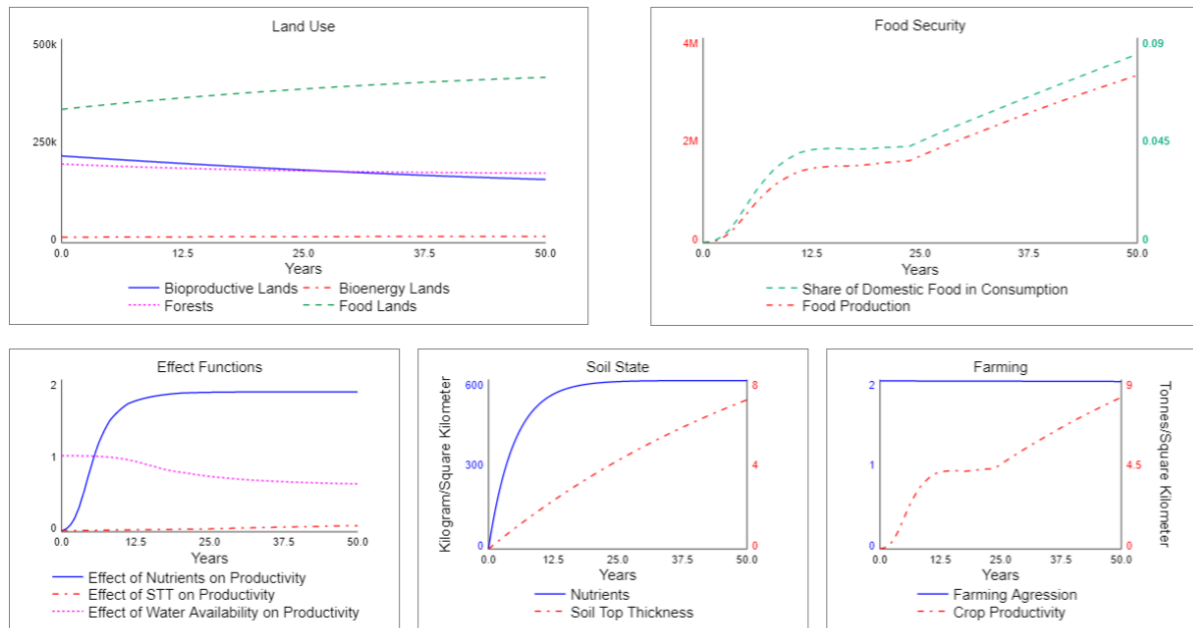 Land Use
500k
250k
0
0.0 12.5 25.0 37.5 50.0
Years
Bioproductive Lands Bioenergy Lands
Forests Food Lands
Food Security
4M 0.09
2M 0.045
0 0
0.0 12.5 25.0 37.5 50.0
Years
Share of Domestic Food in Consumption
Food Production
Effect Functions
2
1
0
0.0 12.5 25.0 37.5 50.0
Years
Effect of Nutrients on Productivity
Effect of STT on Productivity
Effect of Water Availability on Productivity
Soil State
Kilogram/Square Kilometer
600 8
300 4
0 0
0.0 12.5 25.0 37.5 50.0
Years
Nutrients
Soil Top Thickness
Farming
2 9
1 4.5
0 0
Tonnes/Square Kilometer
0.0 12.5 25.0 37.5 50.0
Years
Farming Agression
Crop Productivity